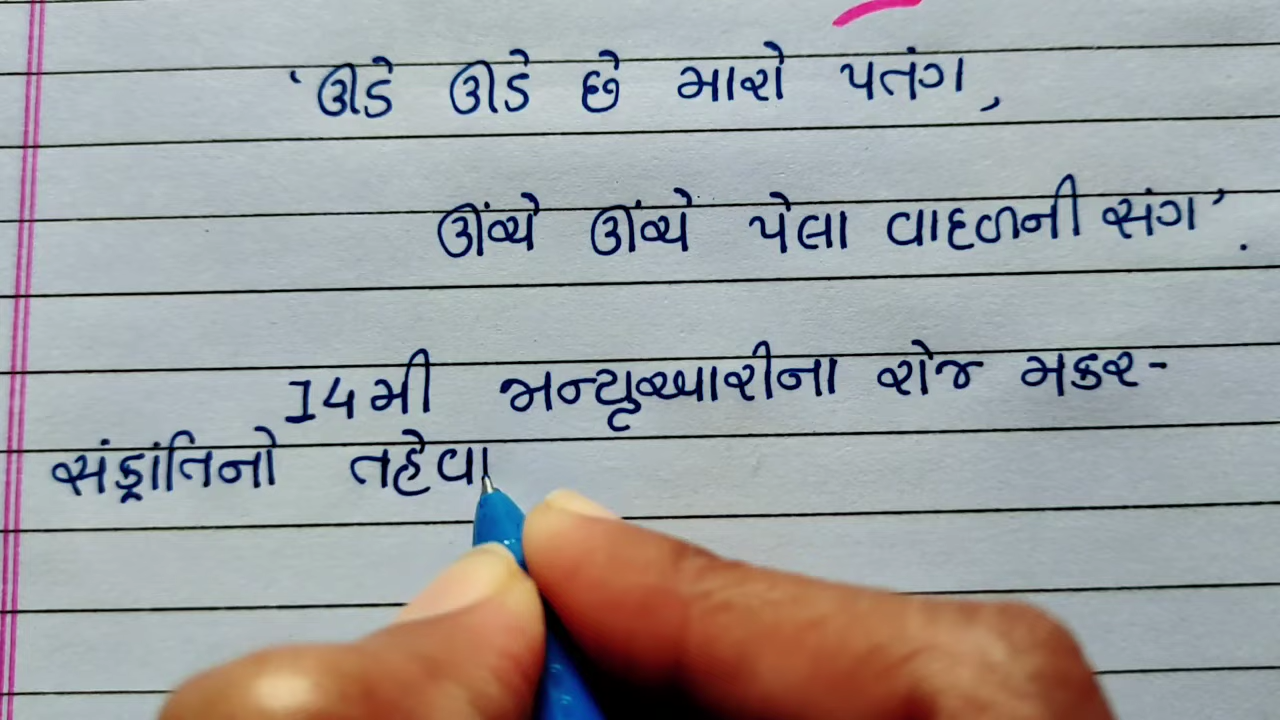 'ઊડે ઊડે છે મારો પતંગ,
ઊંચે ઊંચે પેલા વાદળની સંગ'.
14મી જાન્યુઆરીના રોજ મકર-
સંક્રાંતિનો તહેવા